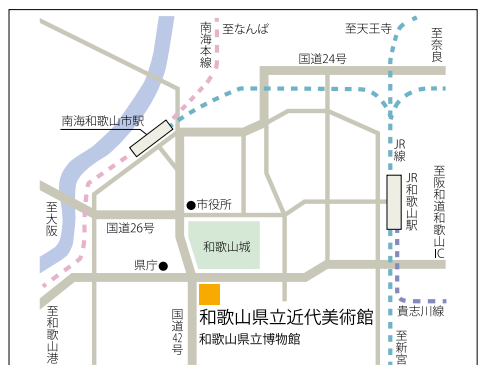 南海本線
至なんば
至天王寺
至奈良
国道24号
南海和歌山市駅
JR線
JR和歌山駅
至阪和道和歌山IC
市役所
至大阪
国道26号
和歌山城
県庁
貴志川線
和歌山県立近代美術館
和歌山県立博物館
国道42号
至和歌山港
至新宮